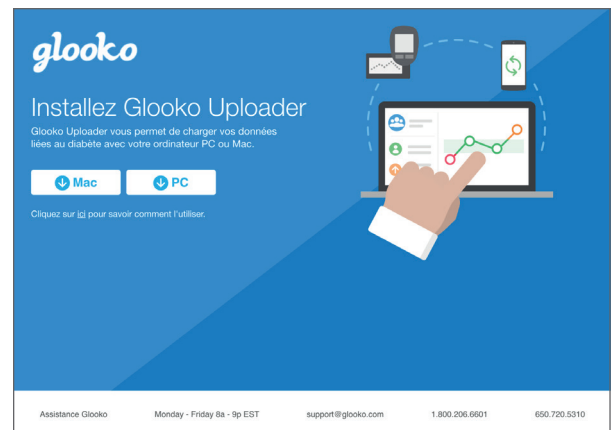 glooko
Installez Glooko Uploader
Glooko Uploader vous permet de charger vos données
liées au diabète avec votre ordinateur PC ou Mac.
Mac PC
Cliquez sur içi pour savoir comment l'utiliser.
Assistance Glooko Monday - Friday 8a - 9p EST support@glooko.com 1.800.206.6601 650.720.5310